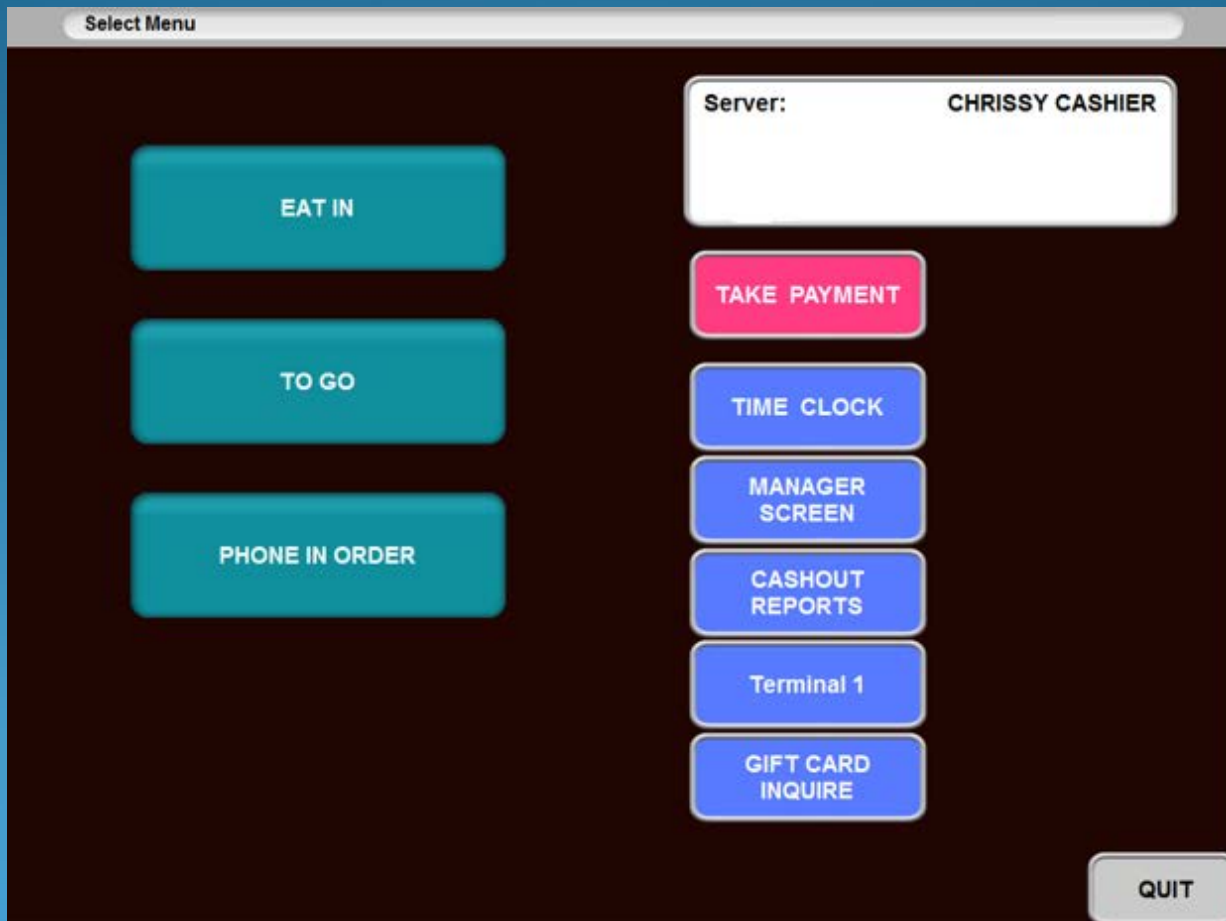 Select Menu
Server: CHRISSY CASHIER
EAT IN
TO GO
PHONE IN ORDER
TAKE PAYMENT
TIME CLOCK
MANAGER
SCREEN
CASHOUT
REPORTS
Terminal 1
GIFT CARD
INQUIRE
QUIT